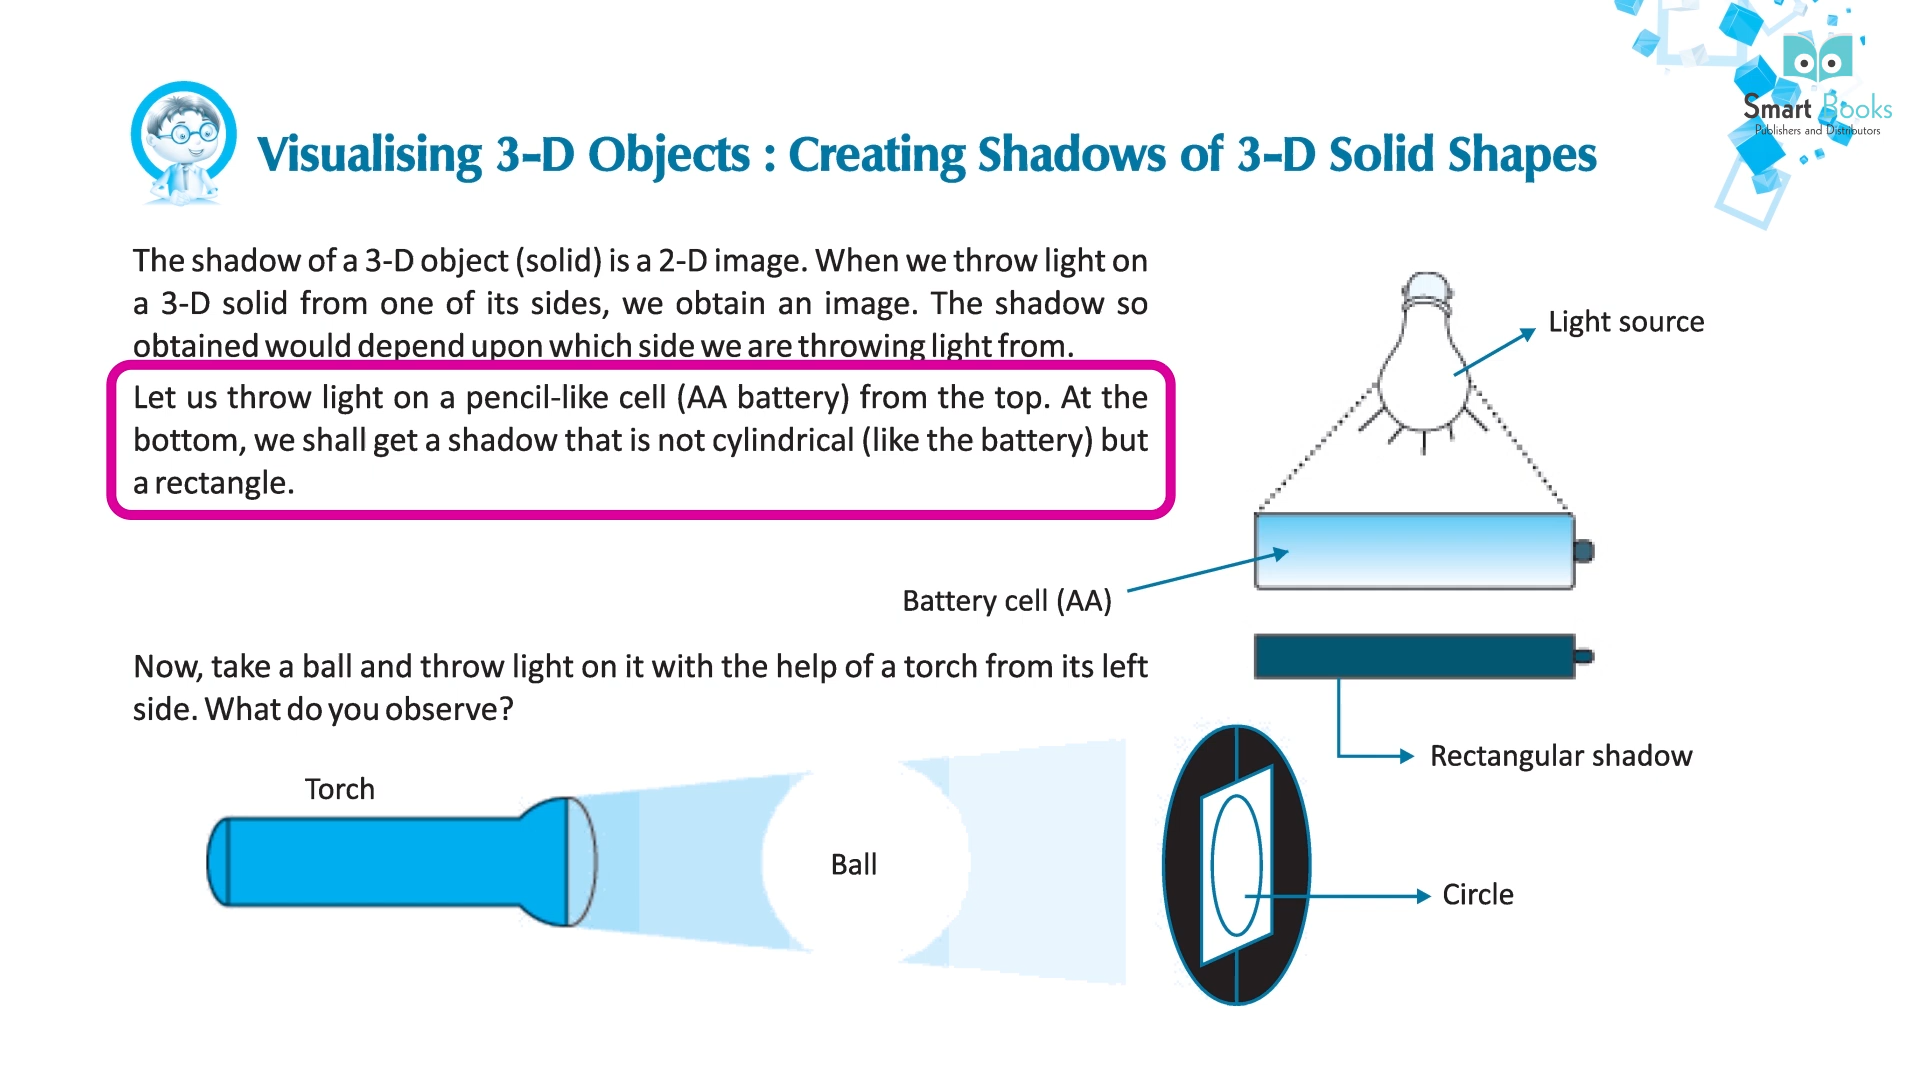 Smart Books
Publishers and Distributors
Visualising 3-D Objects : Creating Shadows of 3-D Solid Shapes
The shadow of a 3-D object (solid) is a 2-D image. When we throw light on
a 3-D solid from one of its sides, we obtain an image. The shadow so
obtained would depend upon which side we are throwing light from.
Let us throw light on a pencil-like cell (AA battery) from the top. At the
bottom, we shall get a shadow that is not cylindrical (like the battery) but
a rectangle.
Light source
Battery cell (AA)
Rectangular shadow
Now, take a ball and throw light on it with the help of a torch from its left
side. What do you observe?
Torch
Ball
Circle